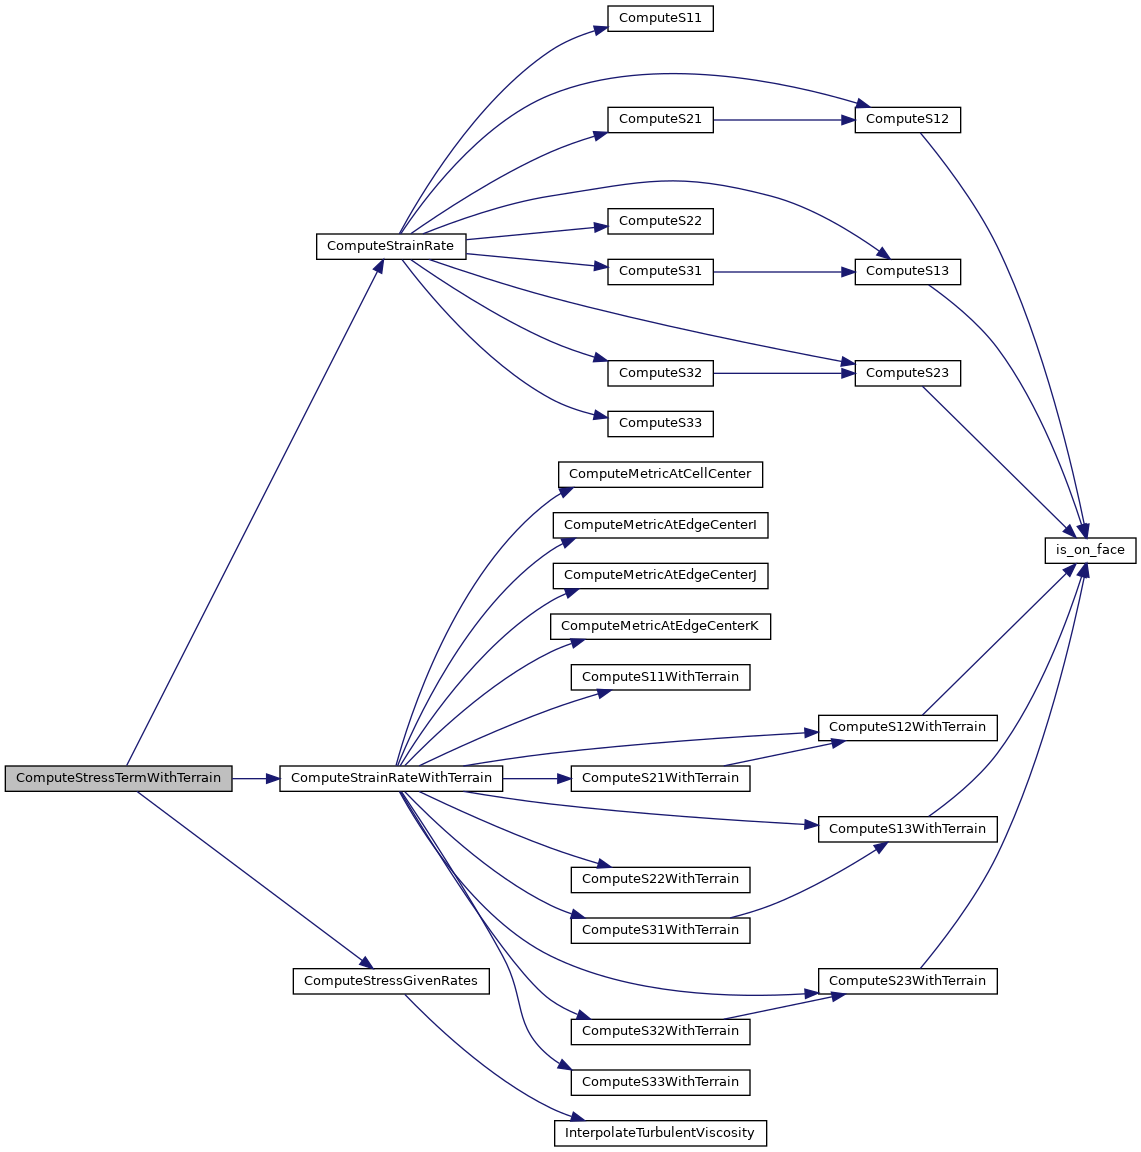 ComputeS11
ComputeS21
ComputeS12
ComputeS22
ComputeStrainRate
ComputeS31
ComputeS13
ComputeS32
ComputeS23
ComputeS33
ComputeMetricAtCellCenter
ComputeMetricAtEdgeCenterI
is_on_face
ComputeMetricAtEdgeCenterJ
ComputeMetricAtEdgeCenterK
ComputeS11WithTerrain
ComputeS12WithTerrain
ComputeStressTermWithTerrain
ComputeStrainRateWithTerrain
ComputeS21WithTerrain
ComputeS13WithTerrain
ComputeS22WithTerrain
ComputeS31WithTerrain
ComputeStressGivenRates
ComputeS23WithTerrain
ComputeS32WithTerrain
ComputeS33WithTerrain
InterpolateTurbulentViscosity